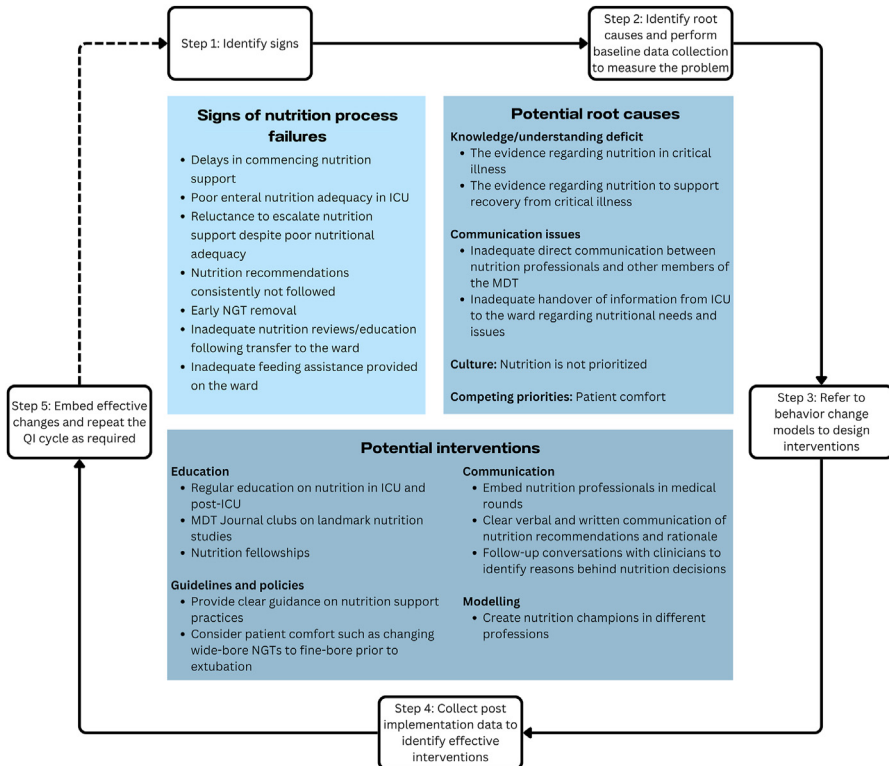 Step 1: Identify signs
Step 2: Identify root
causes and perform
baseline data collection
to measure the problem
Signs of nutrition process
failures
• Delays in commencing nutrition
support
• Poor enteral nutrition adequacy in ICU
• Reluctance to escalate nutrition
support despite poor nutritional
adequacy
• Nutrition recommendations
consistently not followed
• Early NGT removal
• Inadequate nutrition reviews/education
following transfer to the ward
• Inadequate feeding assistance provided
on the ward
Potential root causes
Knowledge/understanding deficit
• The evidence regarding nutrition in critical
illness
• The evidence regarding nutrition to support
recovery from critical illness
Communication issues
• Inadequate direct communication between
nutrition professionals and other members of
the MDT
• Inadequate handover of information from ICU
to the ward regarding nutritional needs and
issues
Culture: Nutrition is not prioritized
Competing priorities: Patient comfort
Step 3: Refer to
behavior change
models to design
interventions
Potential interventions
Education
• Regular education on nutrition in ICU and
post-ICU
• MDT Journal clubs on landmark nutrition
studies
• Nutrition fellowships
Guidelines and policies
• Provide clear guidance on nutrition support
practices
• Consider patient comfort such as changing
wide-bore NGTs to fine-bore prior to
extubation
Communication
• Embed nutrition professionals in medical
rounds
• Clear verbal and written communication of
nutrition recommendations and rationale
• Follow-up conversations with clinicians to
identify reasons behind nutrition decisions
Modelling
• Create nutrition champions in different
professions
Step 4: Collect post
implementation data to
identify effective
interventions
Step 5: Embed effective
changes and repeat the
QI cycle as required